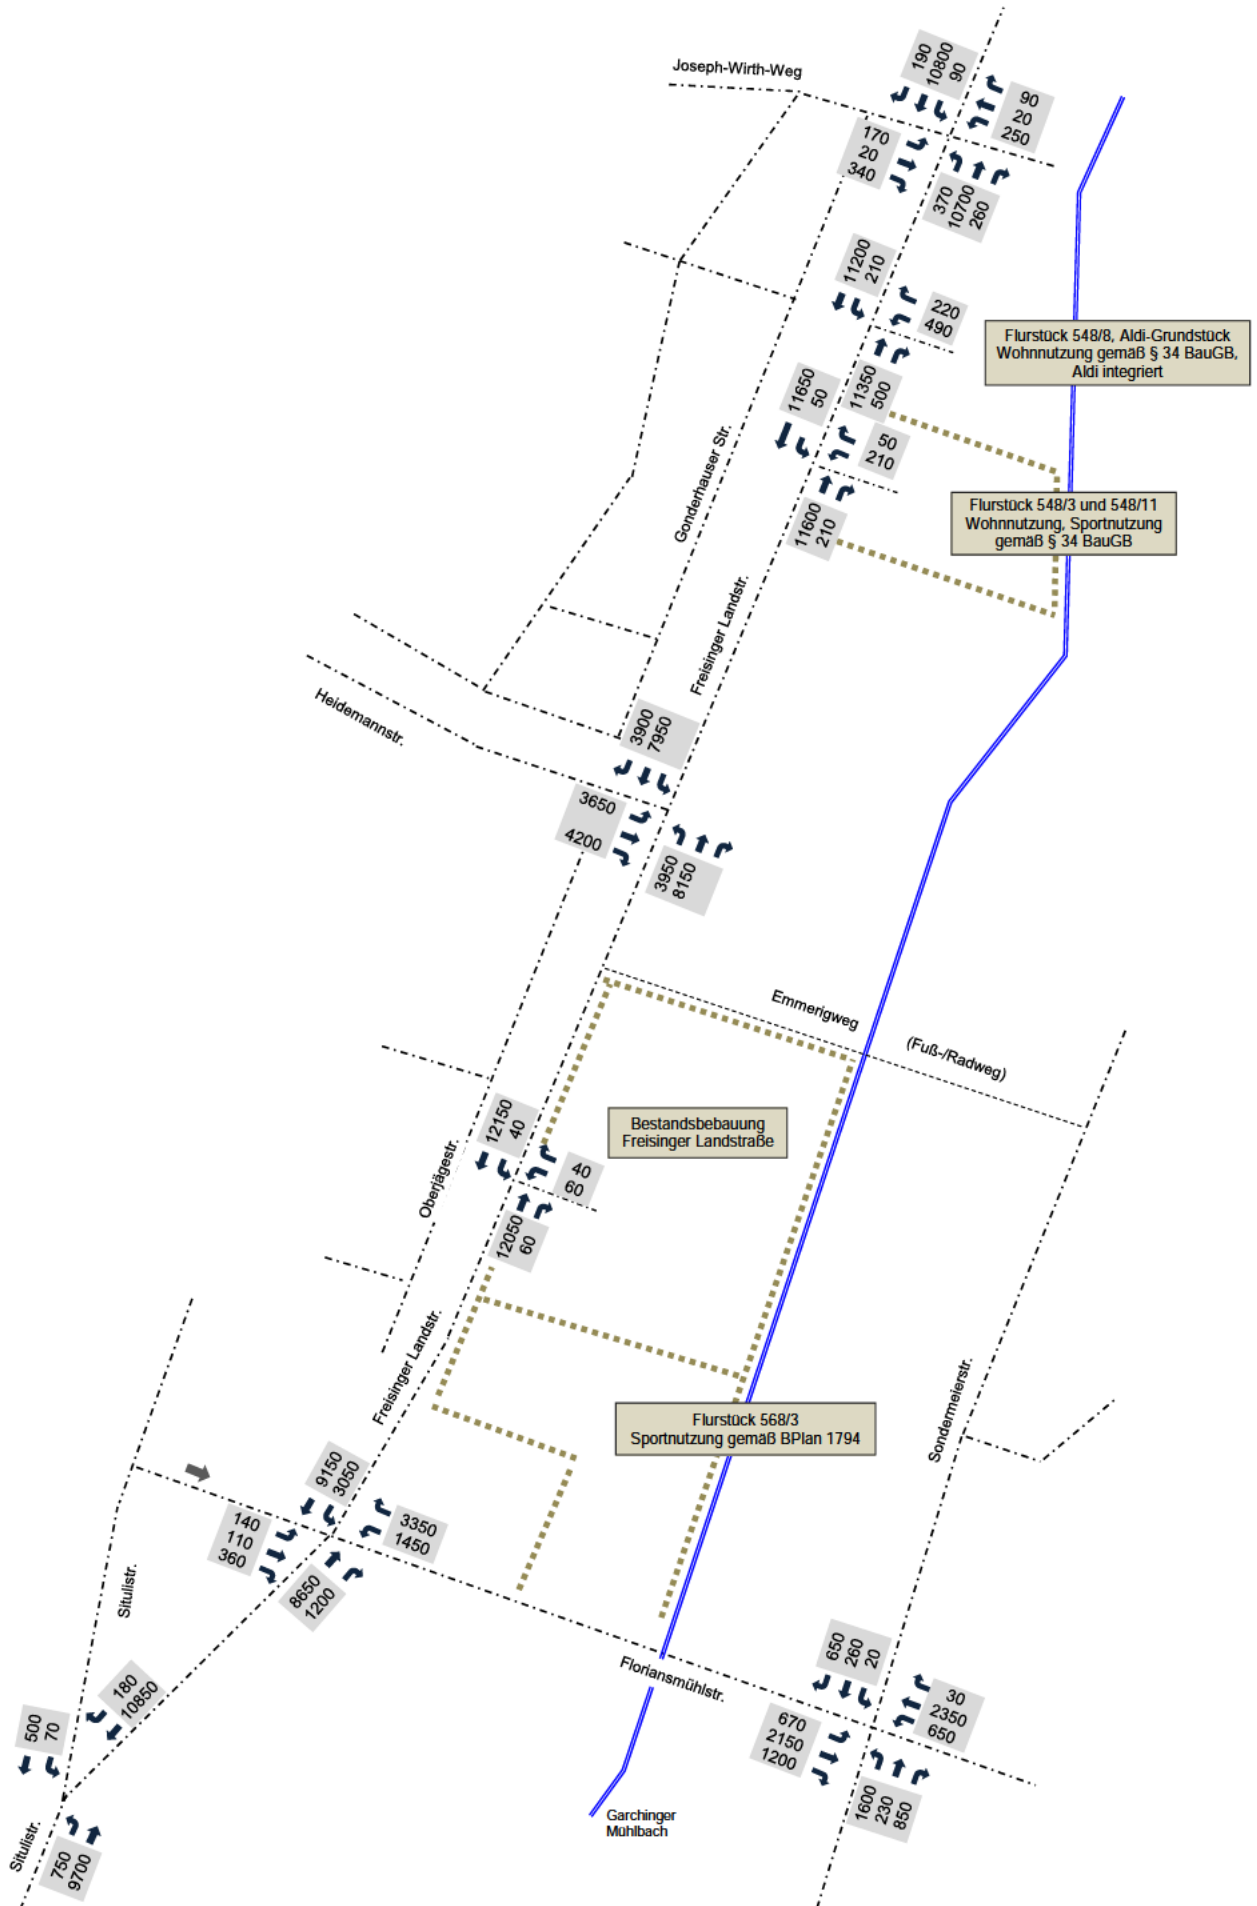 Joseph-Wirth-Weg
190
10800
90
90
20
250
170
20
340
370
10700
260
11200
210
220
490
Flurstück 548/8, Aldi-Grundstück
Wohnnutzung gemäß § 34 BauGB,
Aldi integriert
11350
500
11650
50
50
210
Gonderhauser Str.
Flurstück 548/3 und 548/11
Wohnnutzung, Sportnutzung
gemäß § 34 BauGB
11600
210
Freisinger Landstr.
Heidemannstr.
3900
7950
3650
4200
3950
8150
Emmerigweg
(Fuß-/Radweg)
Bestandsbebauung
Freisinger Landstraße
12150
40
40
60
Oberjägestr.
12050
60
Freisinger Landstr.
Sondermeierstr.
Flurstück 568/3
Sportnutzung gemäß BPlan 1794
9150
3050
3350
1450
140
110
360
8650
1200
Situlistr.
Floriansmühlstr.
650
260
20
30
2350
650
670
2150
1200
1600
230
850
180
10850
500
70
Garchinger
Mühlbach
Situlistr.
750
9700